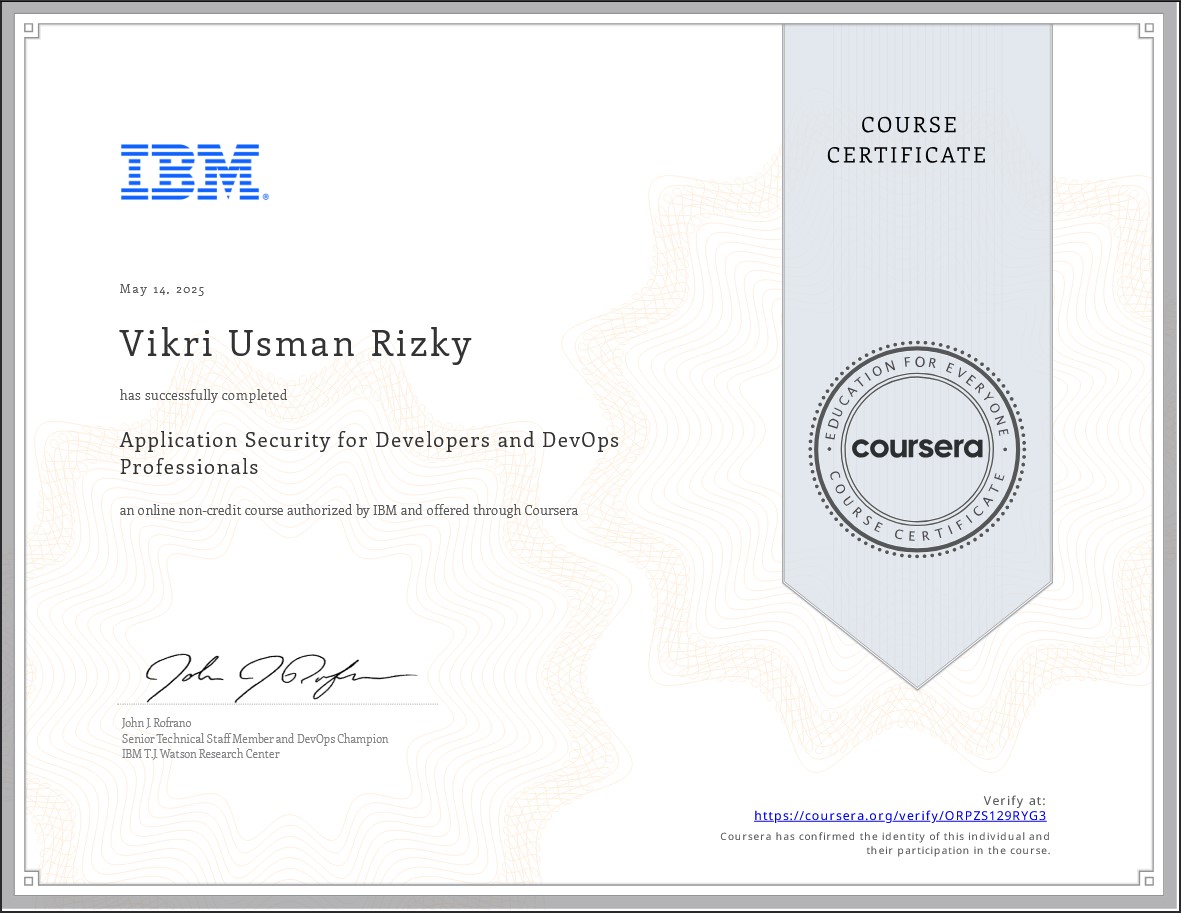 COURSE
CERTIFICATE
IBM®
May 14, 2025
Vikri Usman Rizky
has successfully completed
Application Security for Developers and DevOps
Professionals
an online non-credit course authorized by IBM and offered through Coursera
EDUCATION FOR EVERYONE
coursera
COURSE CERTIFICATE
John J Rofrano
John J. Rofrano
Senior Technical Staff Member and DevOps Champion
IBM T.J. Watson Research Center
Verify at:
https://coursera.org/verify/ORPZS129RYG3
Coursera has confirmed the identity of this individual and
their participation in the course.